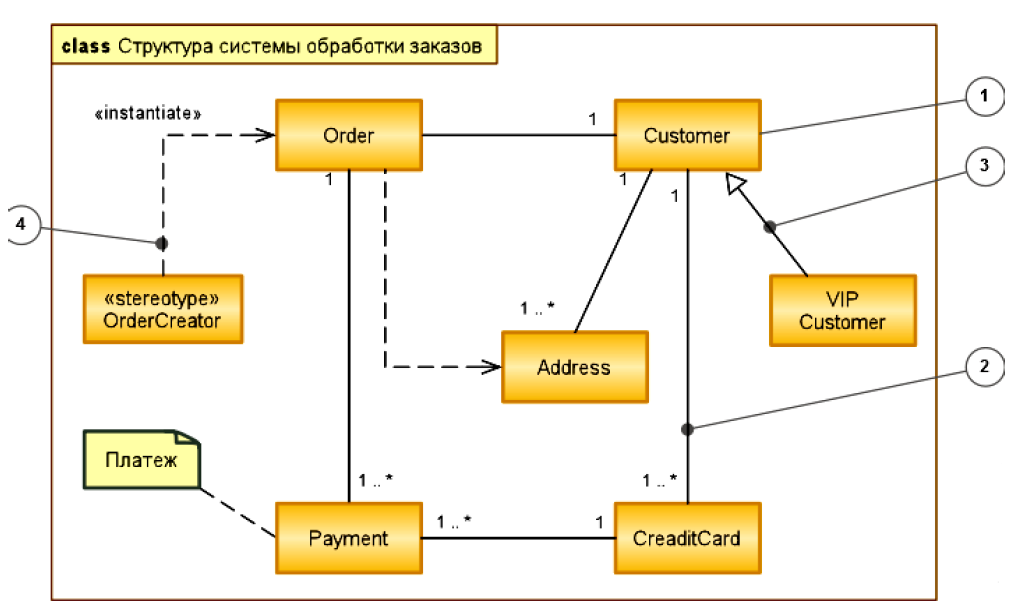 class Структура системы обработки заказов
1
«instantiate»
Order
1
Customer
3
1
1
1
4
«stereotype»
OrderCreator
VIP
Customer
1..*
Address
2
Платеж
1..*
1..*
Payment
1..*
1
CreaditCard